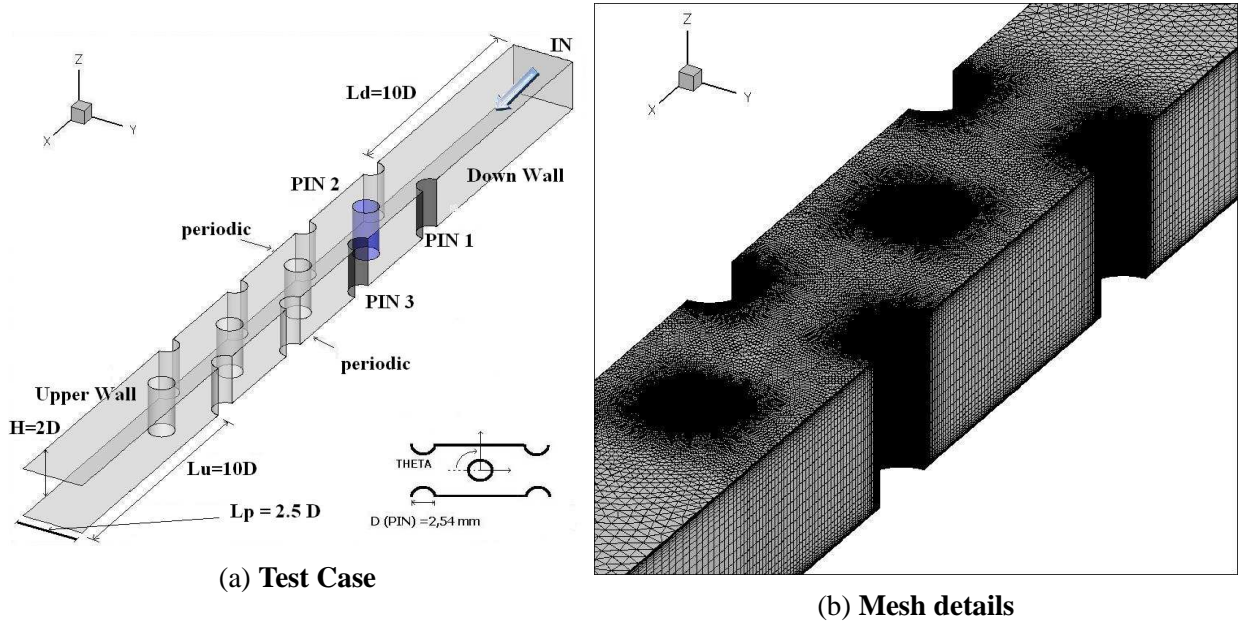 IN
Z
Y
X
Ld=10D
PIN 2
Down Wall
periodic
PIN 1
PIN 3
periodic
Upper Wall
H=2D
Lu=10D
THETA
Lp = 2.5 D
D (PIN) =2,54 mm
(a) Test Case
Z
Y
X
(b) Mesh details